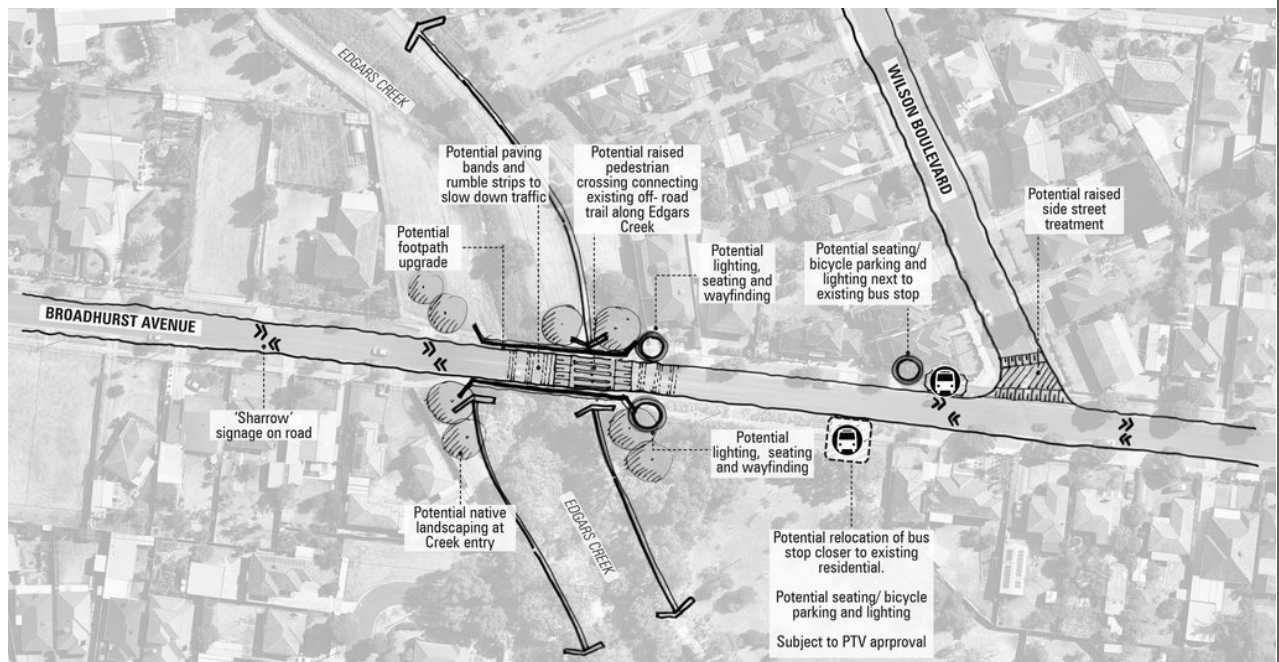 EDGARS CREEK
WILSON BOULEVARD
Potential paving
bands and
rumble strips to
slow down traffic
Potential raised
pedestrian
crossing connecting
existing off- road
trail along Edgars
Creek
Potential raised
side street
treatment
Potential
footpath
upgrade
Potential
lighting,
seating and
wayfinding
Potential seating/
bicycle parking and
lighting next to
existing bus stop
BROADHURST AVENUE
'Sharrow'
signage on road
Potential
lighting, seating
and wayfinding
Potential native
landscaping at
Creek entry
EDGARS CREEK
Potential relocation of bus
stop closer to existing
residential.
Potential seating/ bicycle
parking and lighting
Subject to PTV aprproval